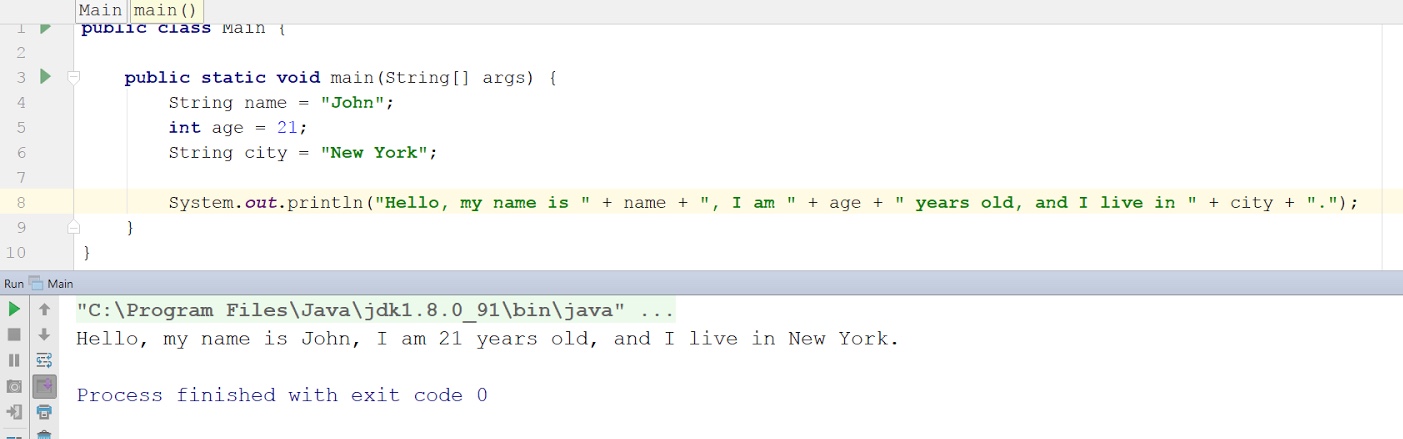 Main main()
1 public class Main {
2
3 public static void main(String[] args) {
4 String name = "John";
5 int age = 21;
6 String city = "New York";
7
8 System.out.println("Hello, my name is " + name + ", I am " + age + " years old, and I live in " + city + ".");
9 }
10 }
Run Main
"C:\Program Files\Java\jdk1.8.0_91\bin\java" ...
Hello, my name is John, I am 21 years old, and I live in New York.
Process finished with exit code 0